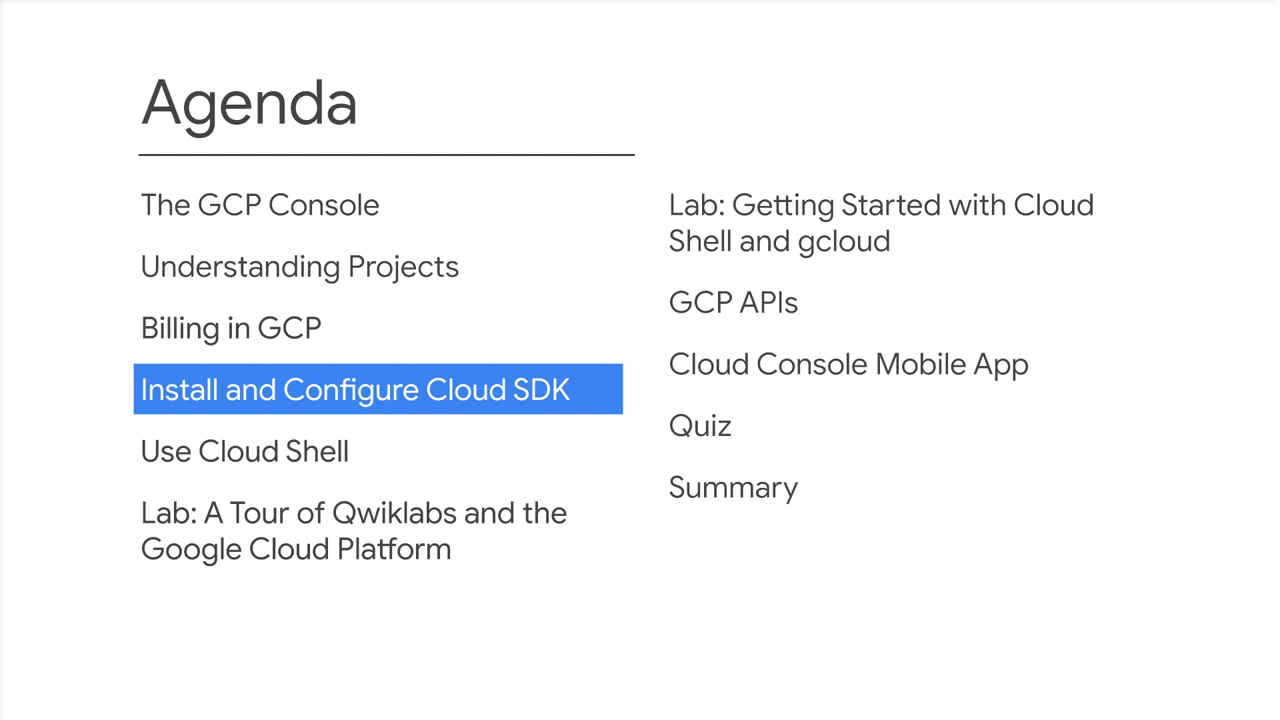 Agenda
The GCP Console
Understanding Projects
Billing in GCP
Install and Configure Cloud SDK
Use Cloud Shell
Lab: A Tour of Qwiklabs and the
Google Cloud Platform
Lab: Getting Started with Cloud
Shell and gcloud
GCP APIs
Cloud Console Mobile App
Quiz
Summary